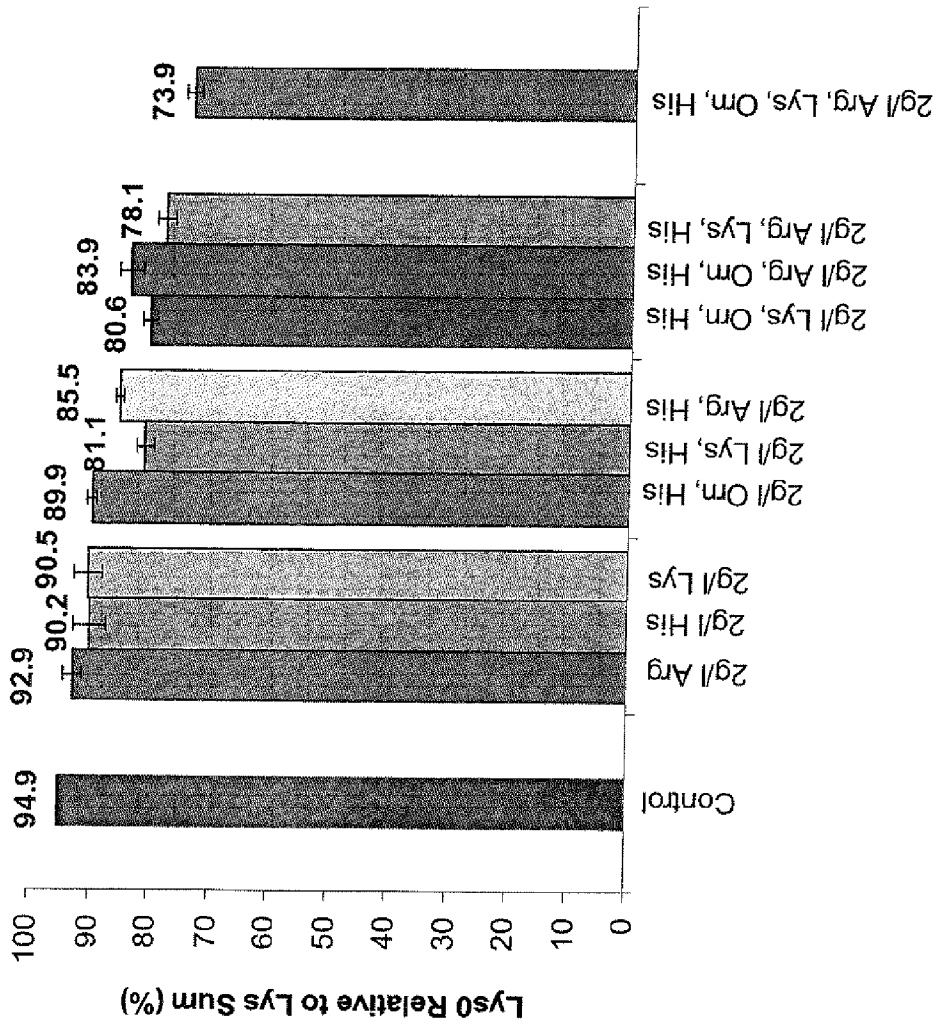 Lys0 Relative to Lys Sum (%)
100
90
80
70
60
50
40
30
20
10
0
94.9
92.9
90.2
90.5
89.9
81.1
85.5
80.6
83.9
78.1
73.9
Control
2g/l Arg
2g/l His
2g/l Lys
2g/l Orn, His
2g/l Lys, His
2g/l Arg, His
2g/l Lys, Orn, His
2g/l Arg, Orn, His
2g/l Arg, Lys, His
2g/l Arg, Lys, Orn, His